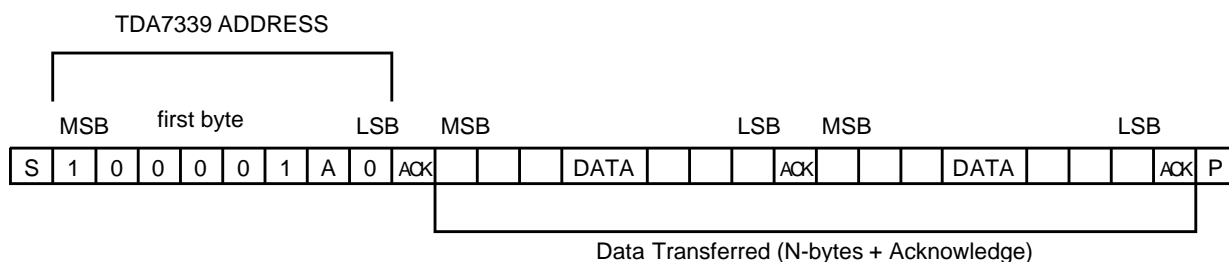 TDA7339 ADDRESS
MSB first byte LSB MSB LSB MSB LSB
S 1 0 0 0 0 1 A 0 ACK DATA ACK DATA ACK P
Data Transferred (N-bytes + Acknowledge)